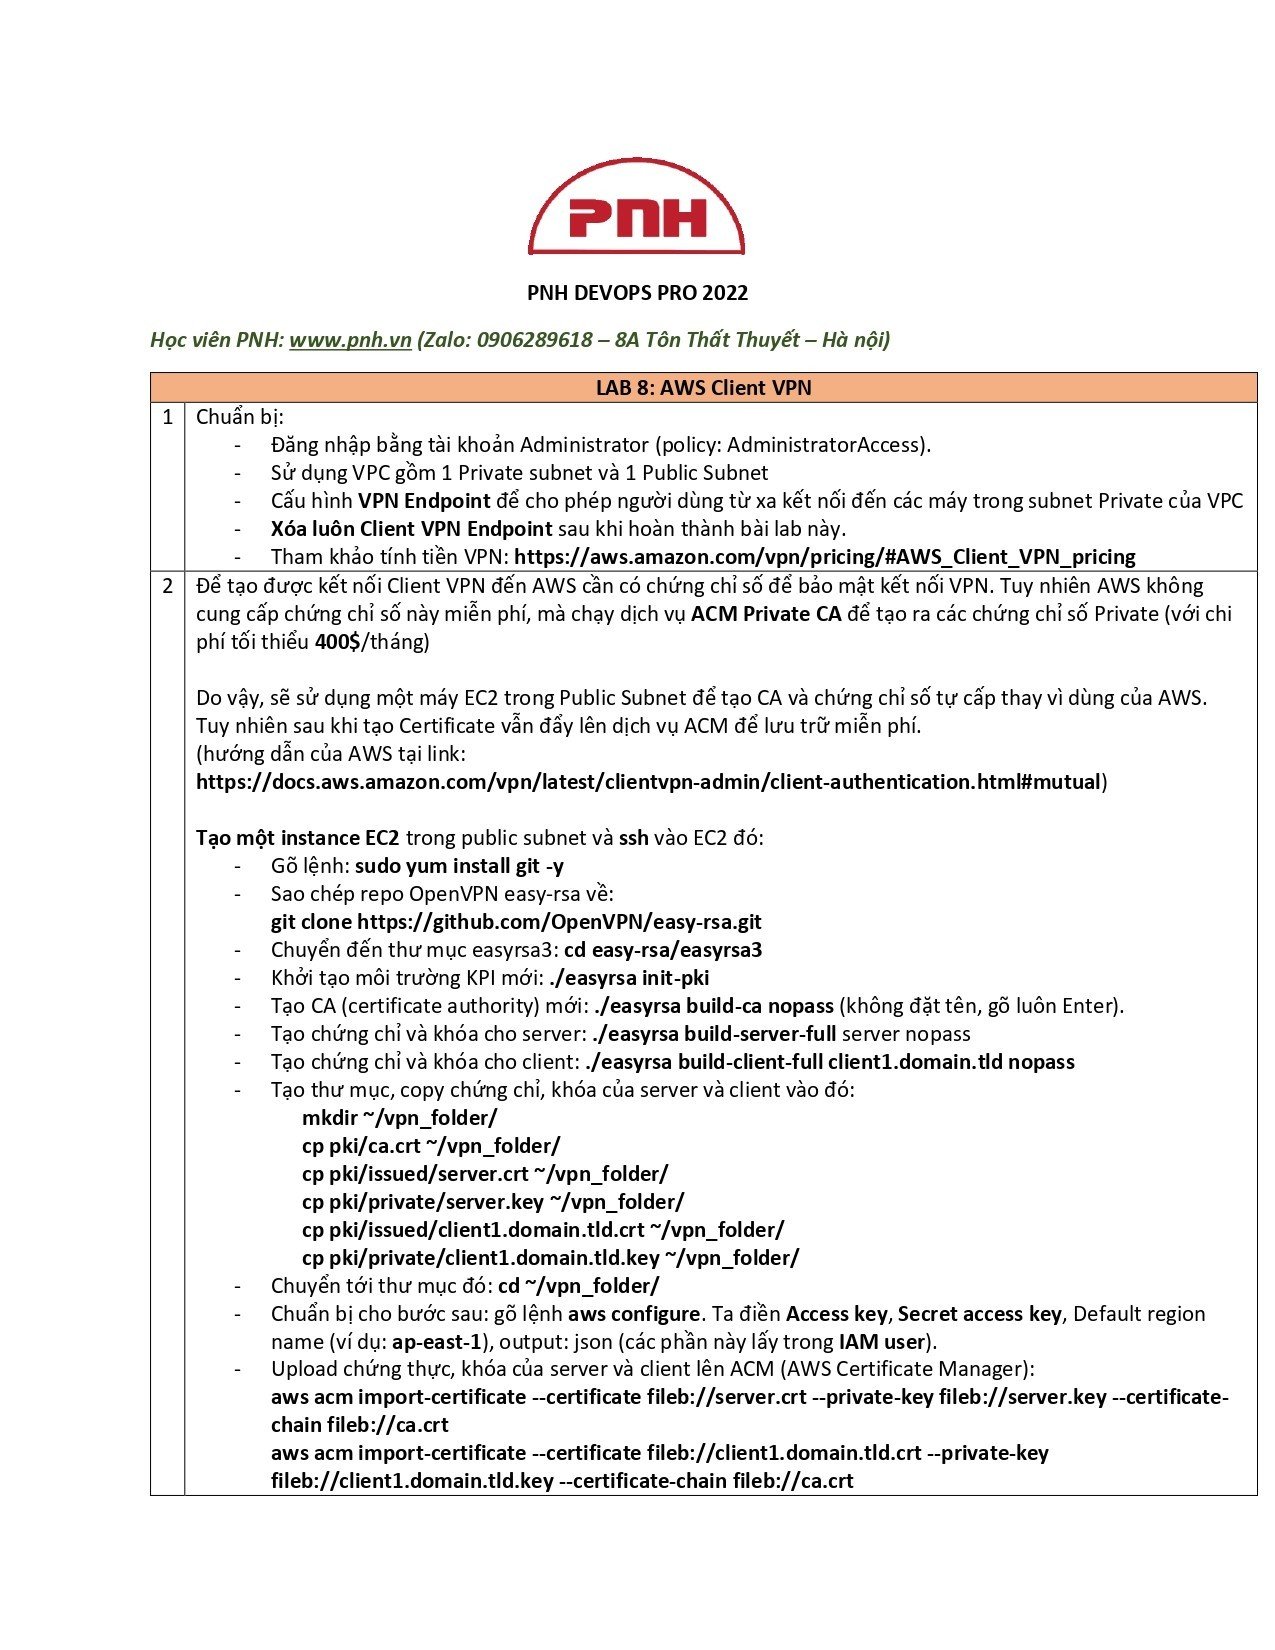 PNH
PNH DEVOPS PRO 2022
Học viên PNH: www.pnh.vn (Zalo: 0906289618 – 8A Tôn Thất Thuyết – Hà nội)
LAB 8: AWS Client VPN
1 Chuẩn bị:
- Đăng nhập bằng tài khoản Administrator (policy: AdministratorAccess).
- Sử dụng VPC gồm 1 Private subnet và 1 Public Subnet
- Cấu hình VPN Endpoint để cho phép người dùng từ xa kết nối đến các máy trong subnet Private của VPC
- Xóa luôn Client VPN Endpoint sau khi hoàn thành bài lab này.
- Tham khảo tính tiền VPN: https://aws.amazon.com/vpn/pricing/#AWS_Client_VPN_pricing
2 Để tạo được kết nối Client VPN đến AWS cần có chứng chỉ số để bảo mật kết nối VPN. Tuy nhiên AWS không
cung cấp chứng chỉ số này miễn phí, mà chạy dịch vụ ACM Private CA để tạo ra các chứng chỉ số Private (với chi
phí tối thiểu 400$/tháng)
Do vậy, sẽ sử dụng một máy EC2 trong Public Subnet để tạo CA và chứng chỉ số tự cấp thay vì dùng của AWS.
Tuy nhiên sau khi tạo Certificate vẫn đẩy lên dịch vụ ACM để lưu trữ miễn phí.
(hướng dẫn của AWS tại link:
https://docs.aws.amazon.com/vpn/latest/clientvpn-admin/client-authentication.html#mutual)
Tạo một instance EC2 trong public subnet và ssh vào EC2 đó:
- Gõ lệnh: sudo yum install git -y
- Sao chép repo OpenVPN easy-rsa về:
git clone https://github.com/OpenVPN/easy-rsa.git
- Chuyển đến thư mục easyrsa3: cd easy-rsa/easyrsa3
- Khởi tạo môi trường KPI mới: ./easyrsa init-pki
- Tạo CA (certificate authority) mới: ./easyrsa build-ca nopass (không đặt tên, gõ luôn Enter).
- Tạo chứng chỉ và khóa cho server: ./easyrsa build-server-full server nopass
- Tạo chứng chỉ và khóa cho client: ./easyrsa build-client-full client1.domain.tld nopass
- Tạo thư mục, copy chứng chỉ, khóa của server và client vào đó:
mkdir ~/vpn_folder/
cp pki/ca.crt ~/vpn_folder/
cp pki/issued/server.crt ~/vpn_folder/
cp pki/private/server.key ~/vpn_folder/
cp pki/issued/client1.domain.tld.crt ~/vpn_folder/
cp pki/private/client1.domain.tld.key ~/vpn_folder/
- Chuyển tới thư mục đó: cd ~/vpn_folder/
- Chuẩn bị cho bước sau: gõ lệnh aws configure. Ta điền Access key, Secret access key, Default region
name (ví dụ: ap-east-1), output: json (các phần này lấy trong IAM user).
- Upload chứng thực, khóa của server và client lên ACM (AWS Certificate Manager):
aws acm import-certificate --certificate fileb://server.crt --private-key fileb://server.key --certificate-
chain fileb://ca.crt
aws acm import-certificate --certificate fileb://client1.domain.tld.crt --private-key
fileb://client1.domain.tld.key --certificate-chain fileb://ca.crt